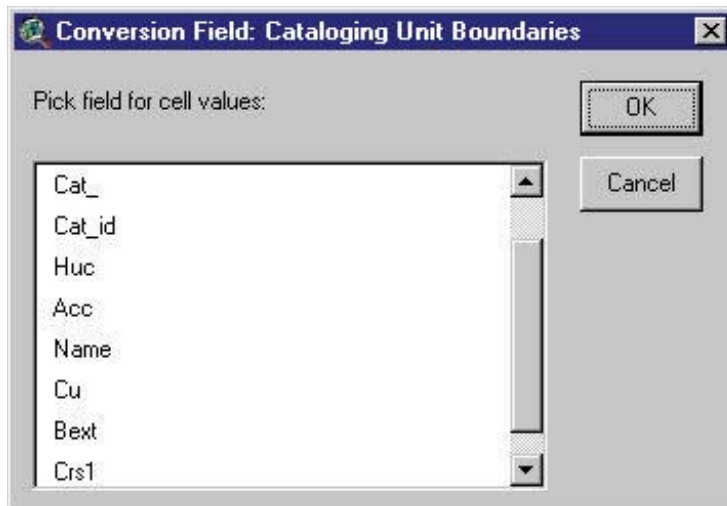 Conversion Field: Cataloging Unit Boundaries
Pick field for cell values:
OK
Cancel
Cat_
Cat_id
Huc
Acc
Name
Cu
Bext
Crs1